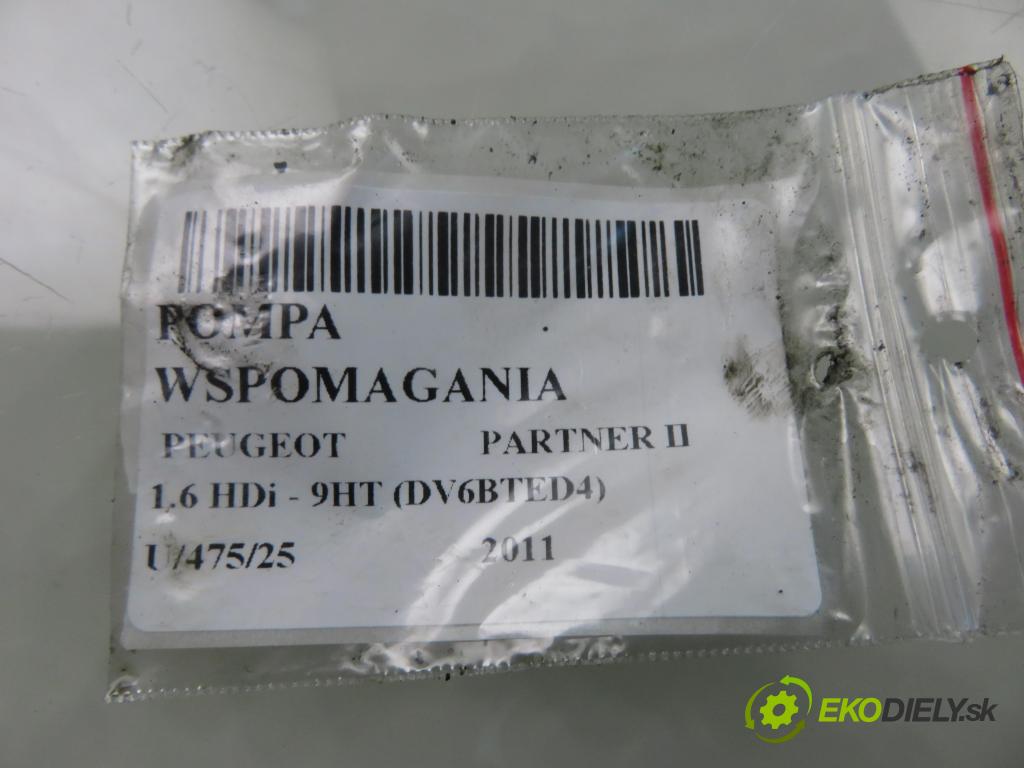 POMPA
WSPOMAGANIA
PEUGEOT PARTNER II
1.6 HDi - 9HT (DV6BTED4)
U/475/25 2011
EKODIELY.sk